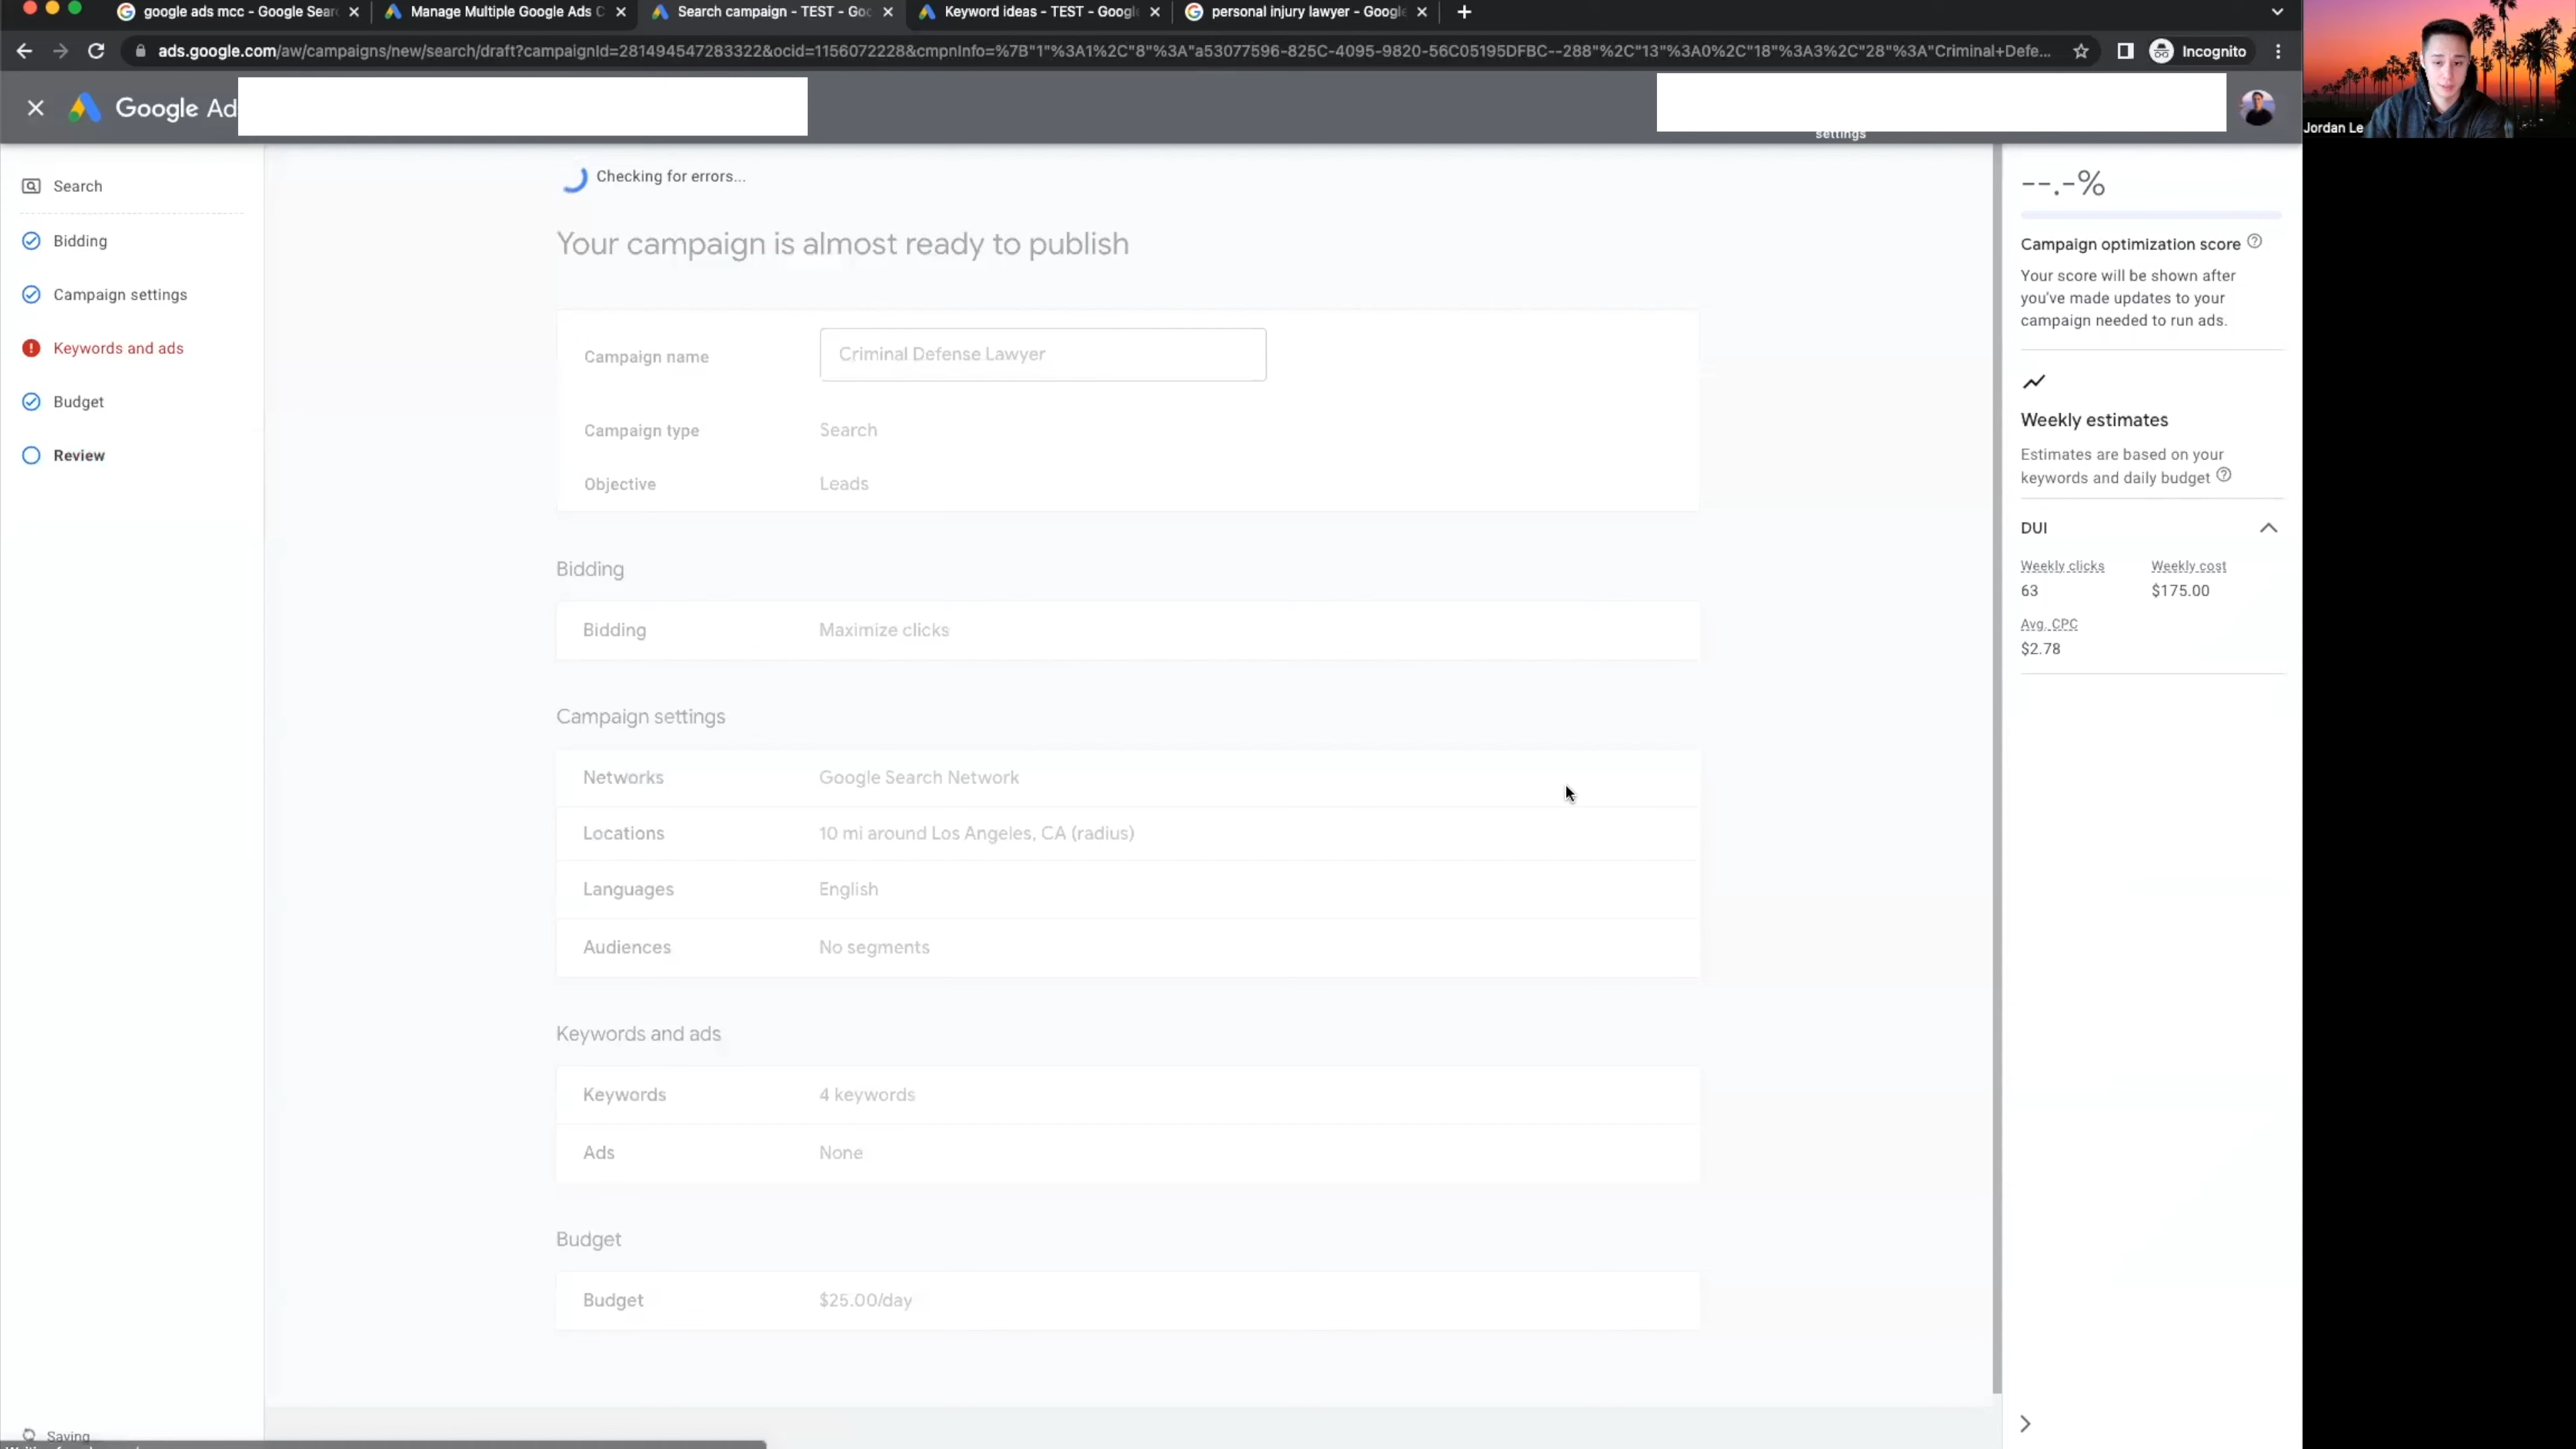 google ads mcc - Google Sear
Manage Multiple Google Ads C
Search campaign - TEST - Goo
Keyword ideas - TEST - Googl
personal injury lawyer - Google
ads.google.com/aw/campaigns/new/search/draft?campaignId=281494547283322&ocid=1156072228&cmpnInfo=%7B"1"%3A1%2C"8"%3A"a53077596-825C-4095-9820-56C05195DFBC--288"%2C"13"%3A0%2C"18"%3A3%2C"28"%3A"Criminal+Defe...
Incognito
Google Ad
settings
Jordan Le
Search
Bidding
Campaign settings
Keywords and ads
Budget
Review
Saving
Checking for errors...
Your campaign is almost ready to publish
Campaign name Criminal Defense Lawyer
Campaign type Search
Objective Leads
Bidding
Bidding Maximize clicks
Campaign settings
Networks Google Search Network
Locations 10 mi around Los Angeles, CA (radius)
Languages English
Audiences No segments
Keywords and ads
Keywords 4 keywords
Ads None
Budget
Budget $25.00/day
--.-%
Campaign optimization score
Your score will be shown after
you've made updates to your
campaign needed to run ads.
Weekly estimates
Estimates are based on your
keywords and daily budget
DUI
Weekly clicks Weekly cost
63 $175.00
Avg. CPC
$2.78